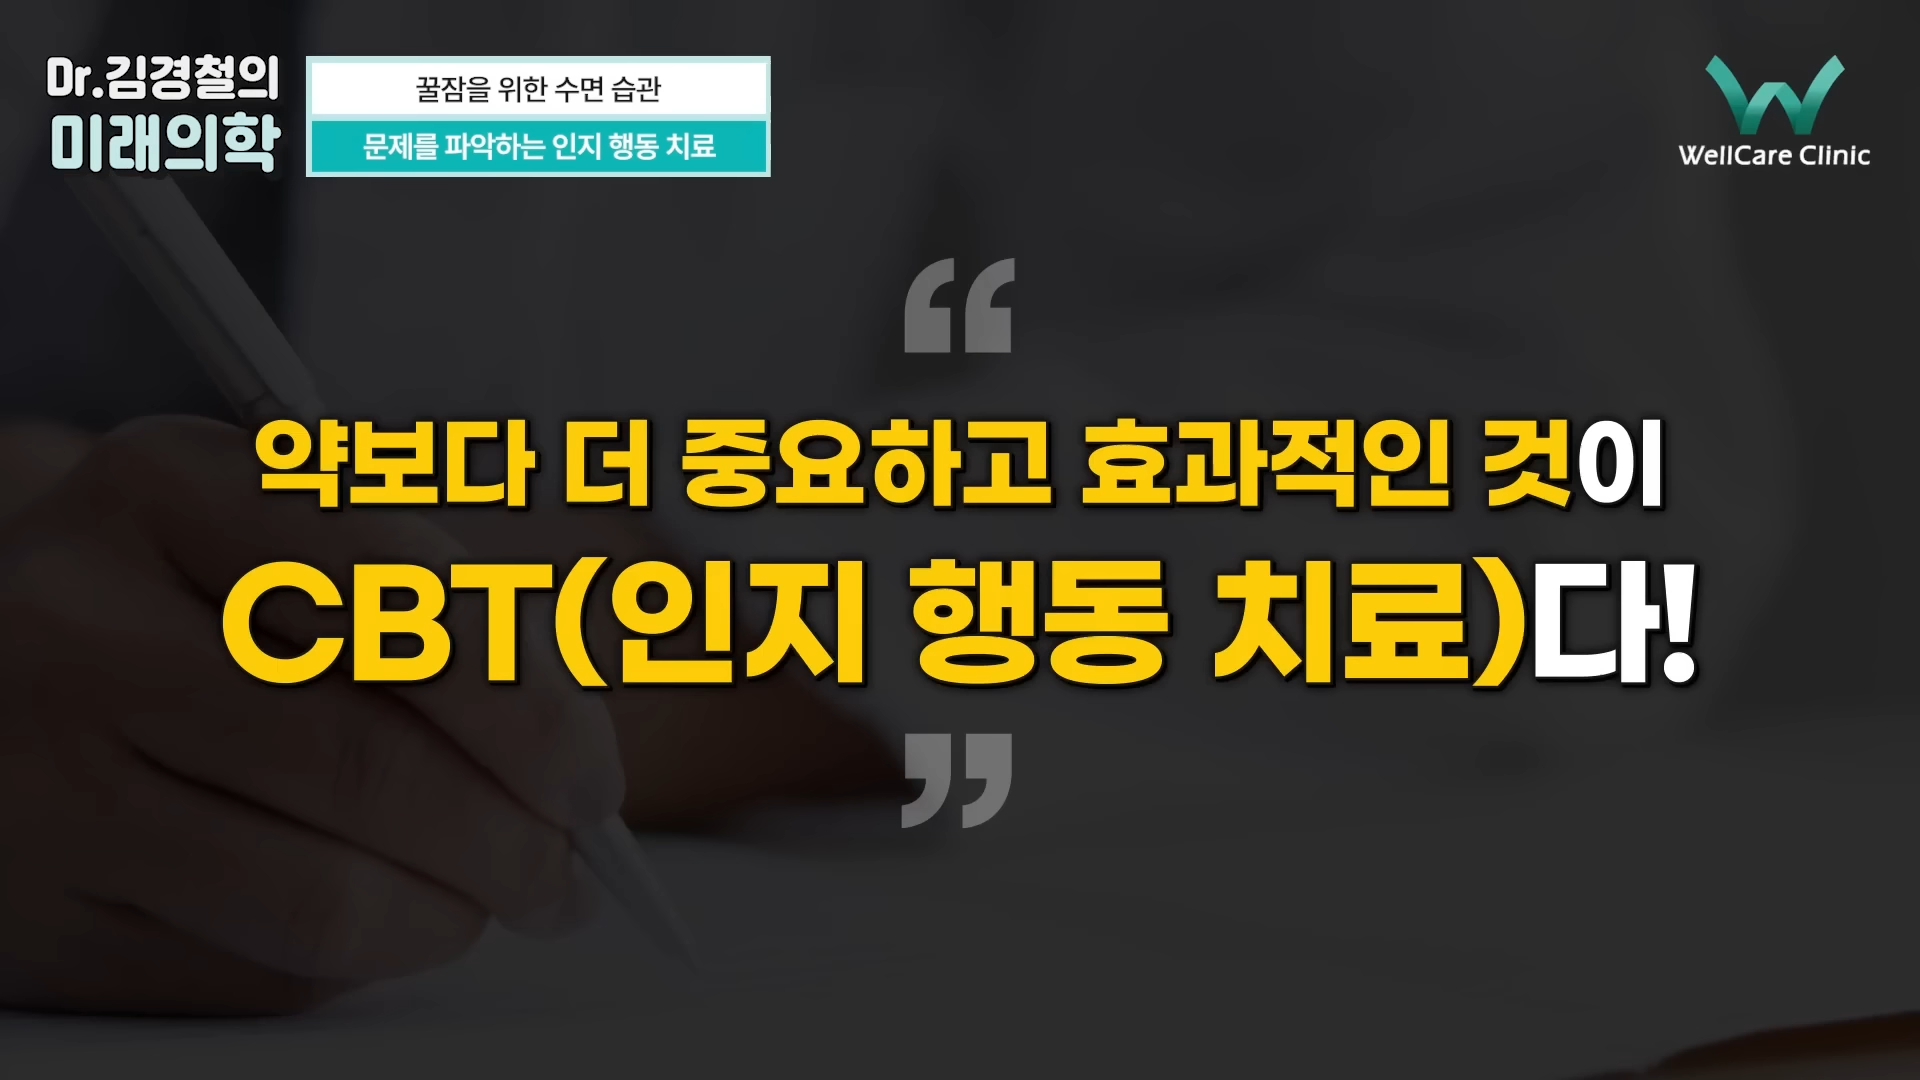 Dr.김경철의
미래의학
꿀잠을 위한 수면 습관
문제를 파악하는 인지 행동 치료
WellCare Clinic
“
약보다 더 중요하고 효과적인 것이
CBT(인지 행동 치료)다!
”